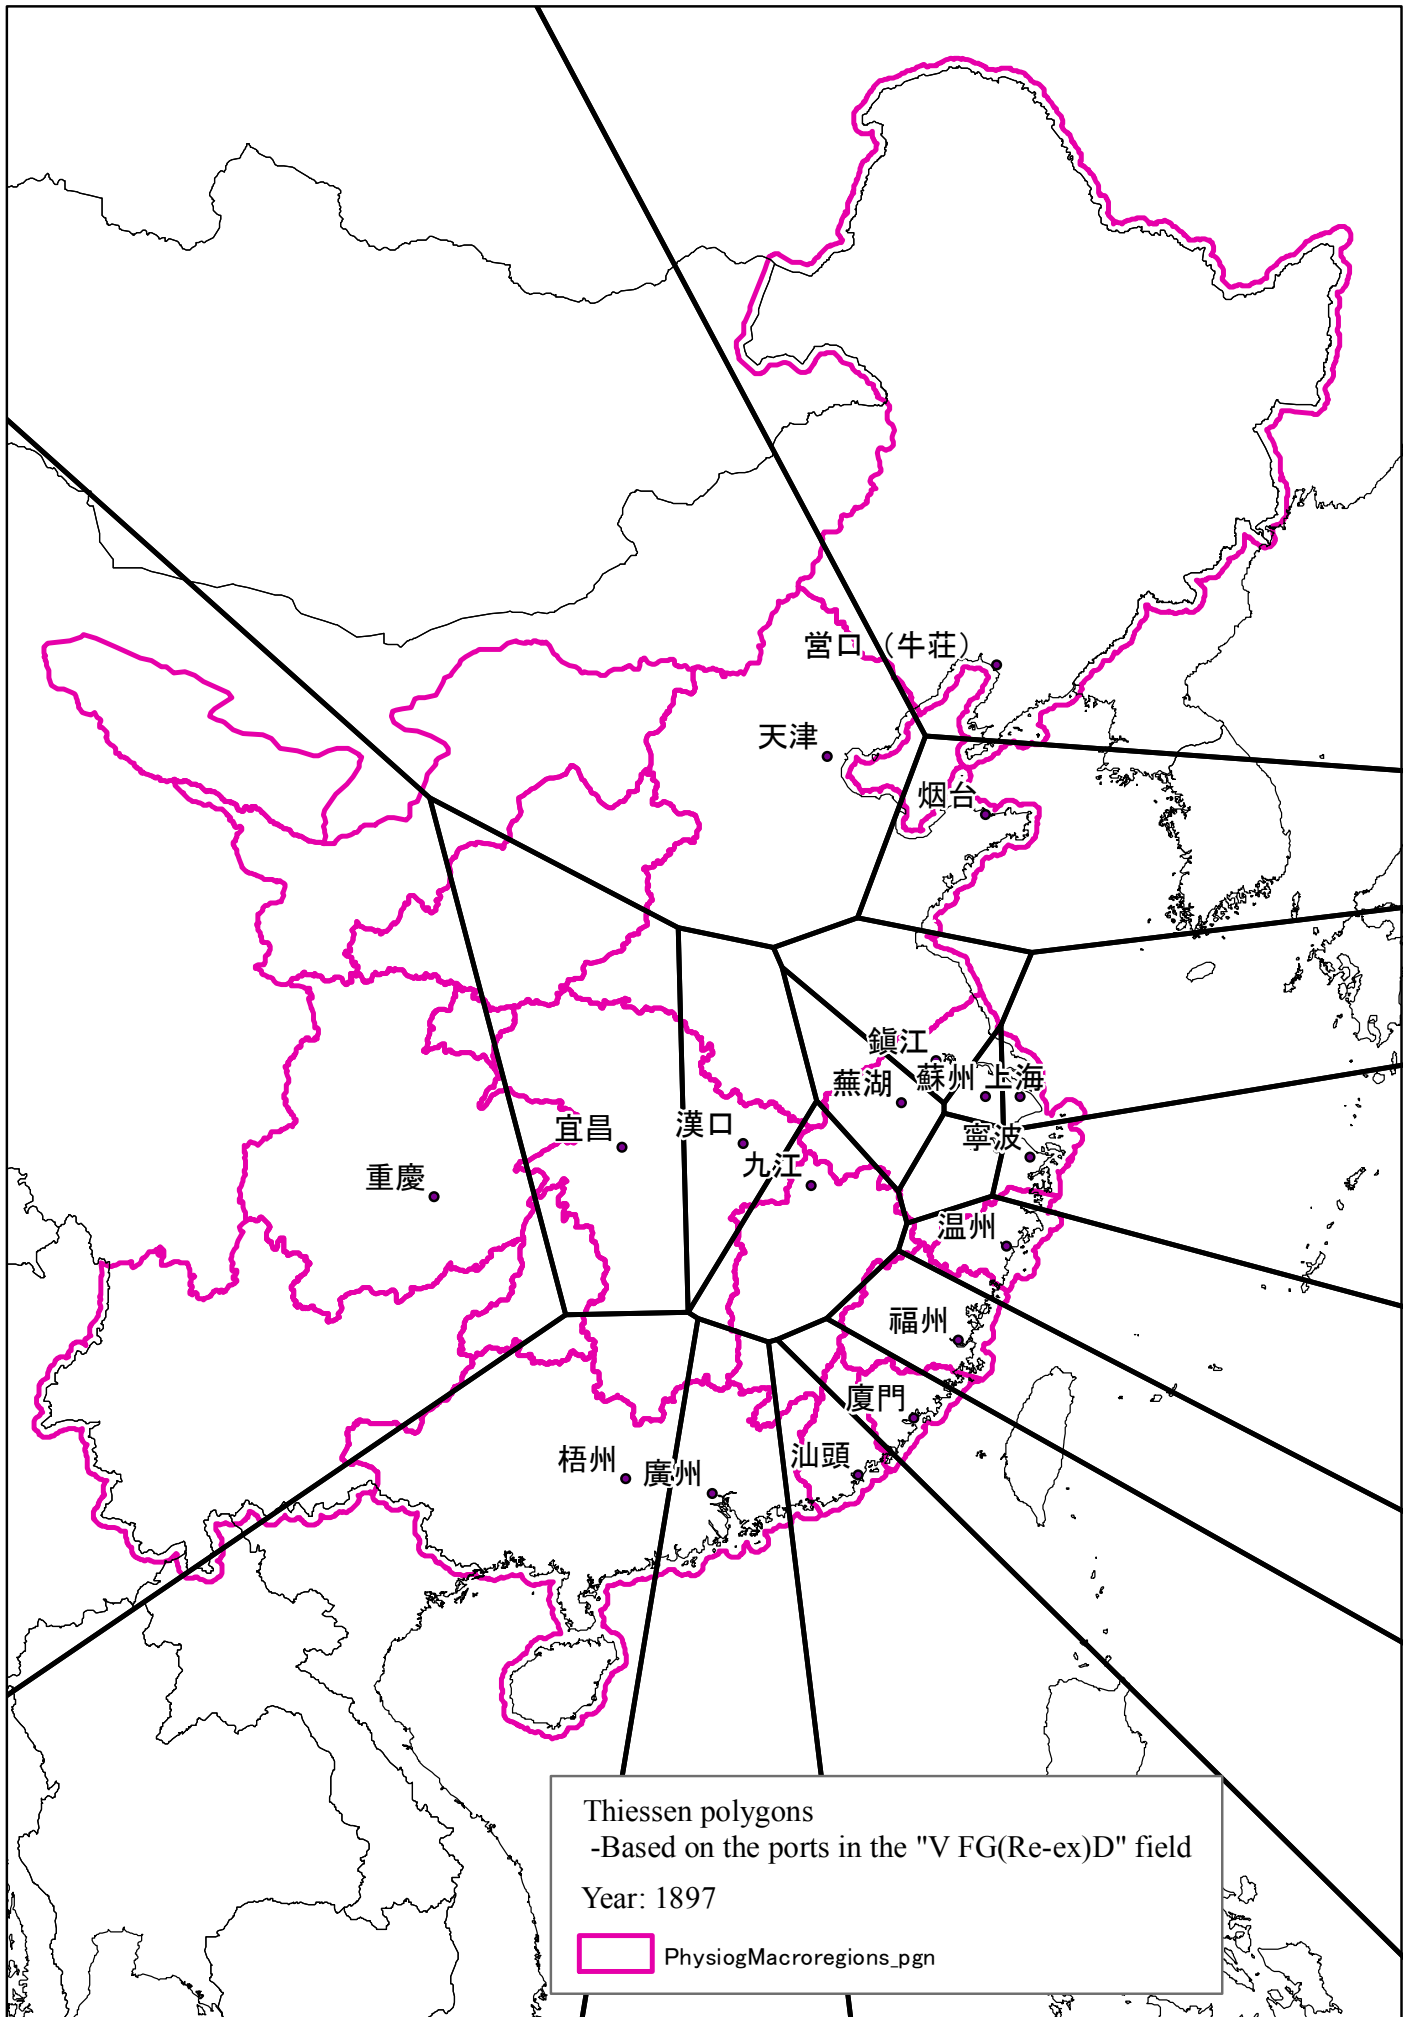 営口（牛荘）
天津
烟台
鎮江
蕪湖
蘇州
上海
宜昌
漢口
寧波
九江
重慶
温州
福州
廈門
梧州
廣州
汕頭
Thiessen polygons
-Based on the ports in the "V FG(Re-ex)D" field
Year: 1897
PhysiogMacroregions_pgn